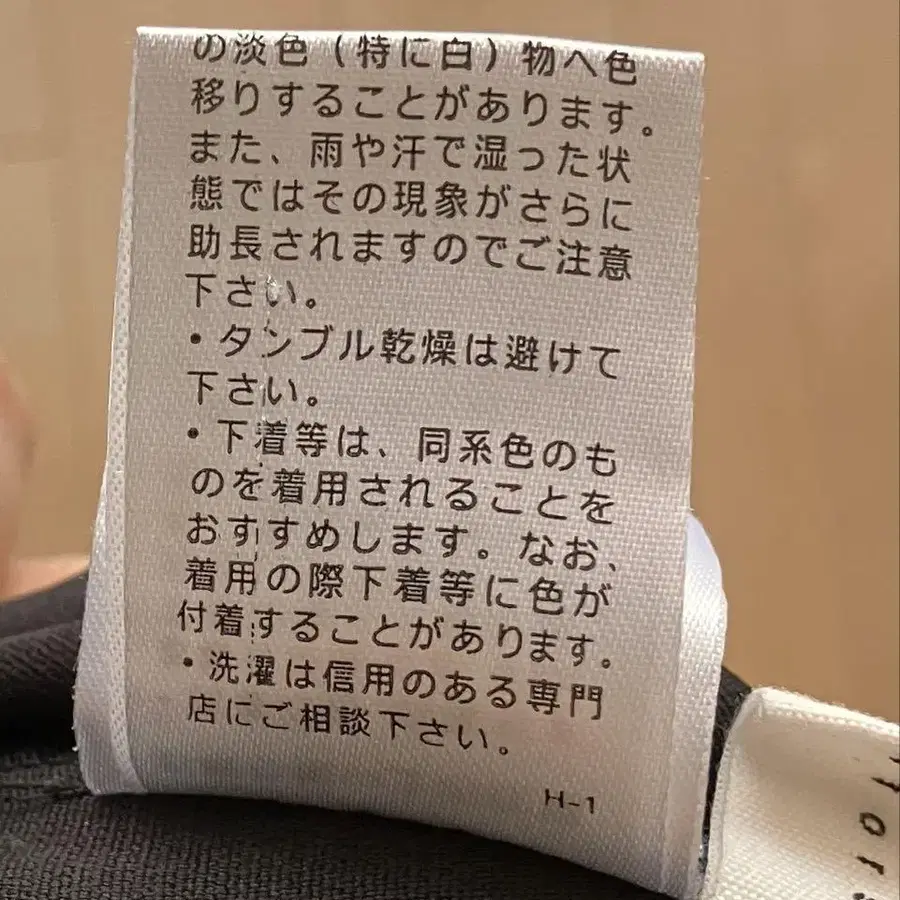 の淡色（特に白）物へ色
移りすることがあります。
また、雨や汗で湿った状
態ではその現象がさらに
助長されますのでご注意
下さい。
・タンブル乾燥は避けて
下さい。
・下着等は、同系色のも
のを着用されることを
おすすめします。なお、
着用の際下着等に色が
付着することがあります。
・洗濯は信用のある専門
店にご相談下さい。
H-1